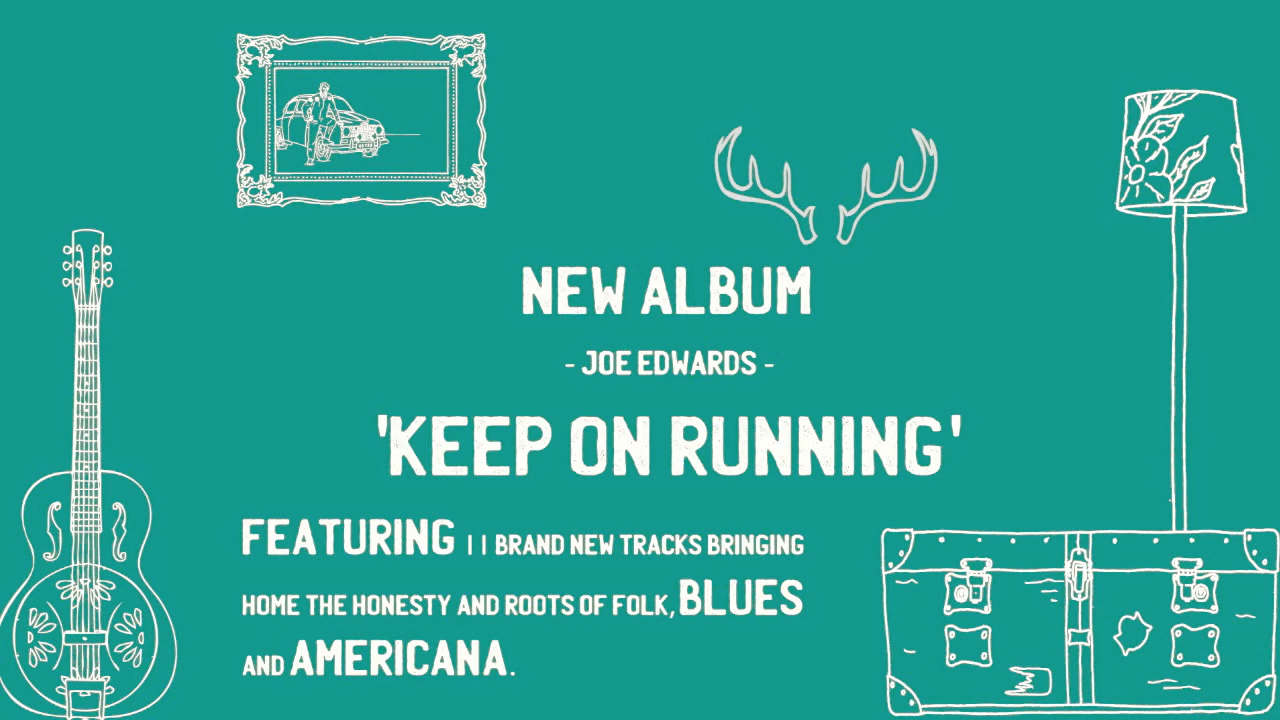 NEW ALBUM
- JOE EDWARDS -
'KEEP ON RUNNING'
FEATURING 11 BRAND NEW TRACKS BRINGING
HOME THE HONESTY AND ROOTS OF FOLK, BLUES
AND AMERICANA.